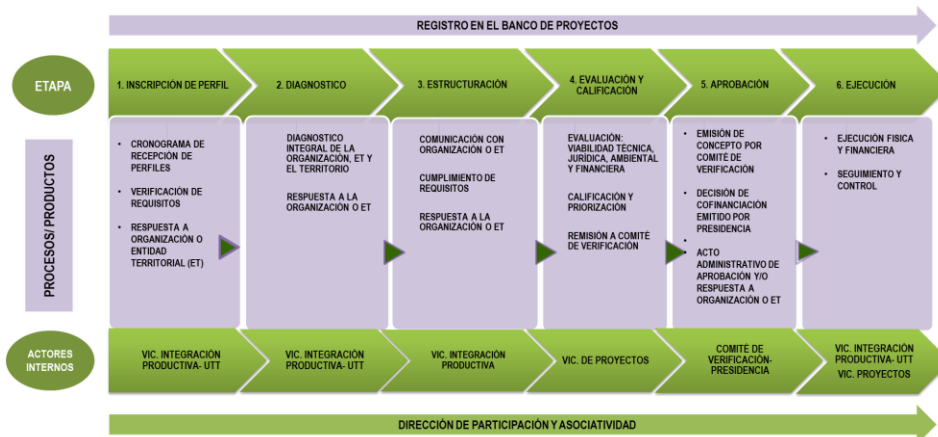 REGISTRO EN EL BANCO DE PROYECTOS
ETAPA
1. INSCRIPCIÓN DE PERFIL
2. DIAGNOSTICO
3. ESTRUCTURACIÓN
4. EVALUACIÓN Y
CALIFICACIÓN
5. APROBACIÓN
6. EJECUCIÓN
PROCESOS/ PRODUCTOS
• CRONOGRAMA DE
RECEPCIÓN DE
PERFILES
• VERIFICACIÓN DE
REQUISITOS
• RESPUESTA A
ORGANIZACIÓN O
ENTIDAD
TERRITORIAL (ET)
DIAGNOSTICO
INTEGRAL DE LA
ORGANIZACIÓN, ET Y
EL TERRITORIO
RESPUESTA A LA
ORGANIZACIÓN O ET
COMUNICACIÓN CON
ORGANIZACIÓN O ET
CUMPLIMIENTO DE
REQUISITOS
RESPUESTA A LA
ORGANIZACIÓN O ET
EVALUACIÓN:
VIABILIDAD TÉCNICA,
JURÍDICA, AMBIENTAL
Y FINANCIERA
CALIFICACIÓN Y
PRIORIZACIÓN
REMISIÓN A COMITÉ
DE VERIFICACIÓN
• EMISIÓN DE
CONCEPTO POR
COMITÉ DE
VERIFICACIÓN
• DECISIÓN DE
COFINANCIACIÓN
EMITIDO POR
PRESIDENCIA
•
• ACTO
ADMINISTRATIVO DE
APROBACIÓN Y/O
RESPUESTA A
ORGANIZACIÓN O ET
• EJECUCIÓN FISICA
Y FINANCIERA
• SEGUIMIENTO Y
CONTROL
ACTORES
INTERNOS
VIC. INTEGRACIÓN
PRODUCTIVA- UTT
VIC. INTEGRACIÓN
PRODUCTIVA- UTT
VIC. INTEGRACIÓN
PRODUCTIVA
VIC. DE PROYECTOS
COMITÉ DE
VERIFICACIÓN-
PRESIDENCIA
VIC. INTEGRACIÓN
PRODUCTIVA- UTT
VIC. PROYECTOS
DIRECCIÓN DE PARTICIPACIÓN Y ASOCIATIVIDAD